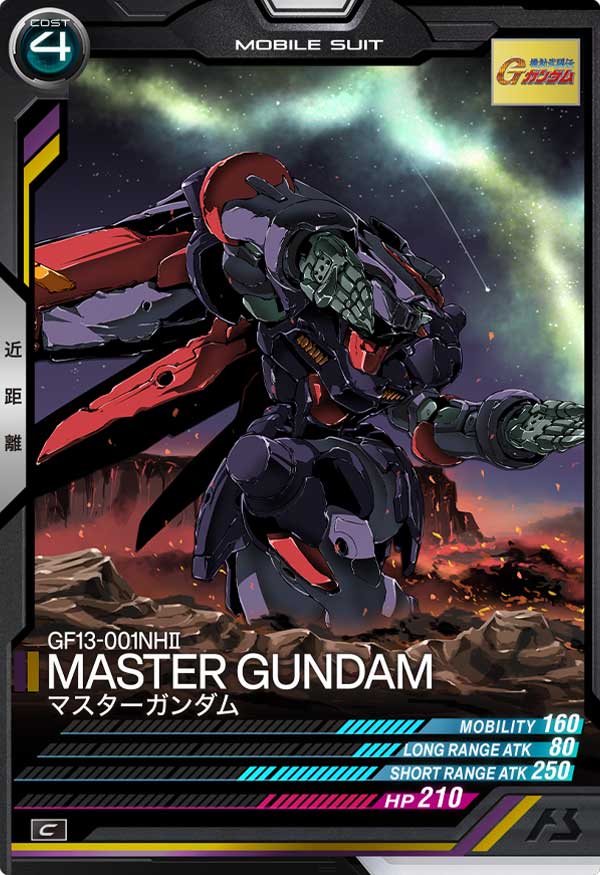 COST
4
MOBILE SUIT
機動武闘伝
Gガンダム
近距離
GF13-001NHⅡ
MASTER GUNDAM
マスターガンダム
MOBILITY 160
LONG RANGE ATK 80
SHORT RANGE ATK 250
HP 210
C
FS